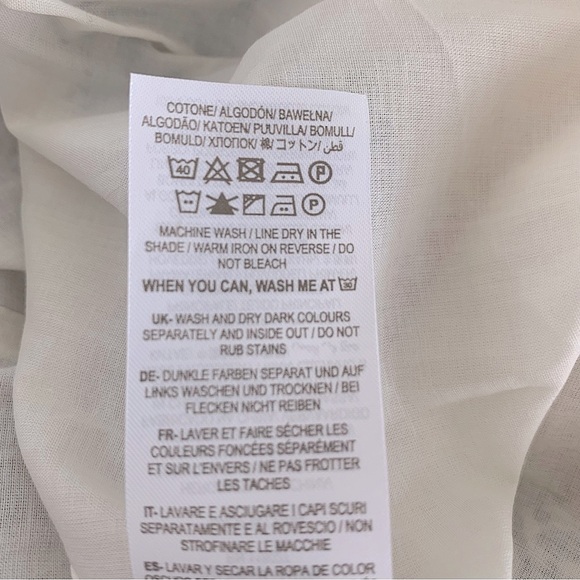 COTONE/ ALGODÓN/ BAWEŁNA/
ALGODÃO/ KATOEN/ PUUVILLA/ BOMULL/
BOMULD/ ХЛОПОК/ 棉/ コットン/ قطن
40 P
P
MACHINE WASH / LINE DRY IN THE
SHADE / WARM IRON ON REVERSE / DO
NOT BLEACH
WHEN YOU CAN, WASH ME AT 30
UK- WASH AND DRY DARK COLOURS
SEPARATELY AND INSIDE OUT / DO NOT
RUB STAINS
DE- DUNKLE FARBEN SEPARAT UND AUF
LINKS WASCHEN UND TROCKNEN / BEI
FLECKEN NICHT REIBEN
FR- LAVER ET FAIRE SÉCHER LES
COULEURS FONCÉES SÉPARÉMENT
ET SUR L'ENVERS / NE PAS FROTTER
LES TACHES
IT- LAVARE E ASCIUGARE I CAPI SCURI
SEPARATAMENTE E AL ROVESCIO / NON
STROFINARE LE MACCHIE
ES- LAVAR Y SECAR LA ROPA DE COLOR